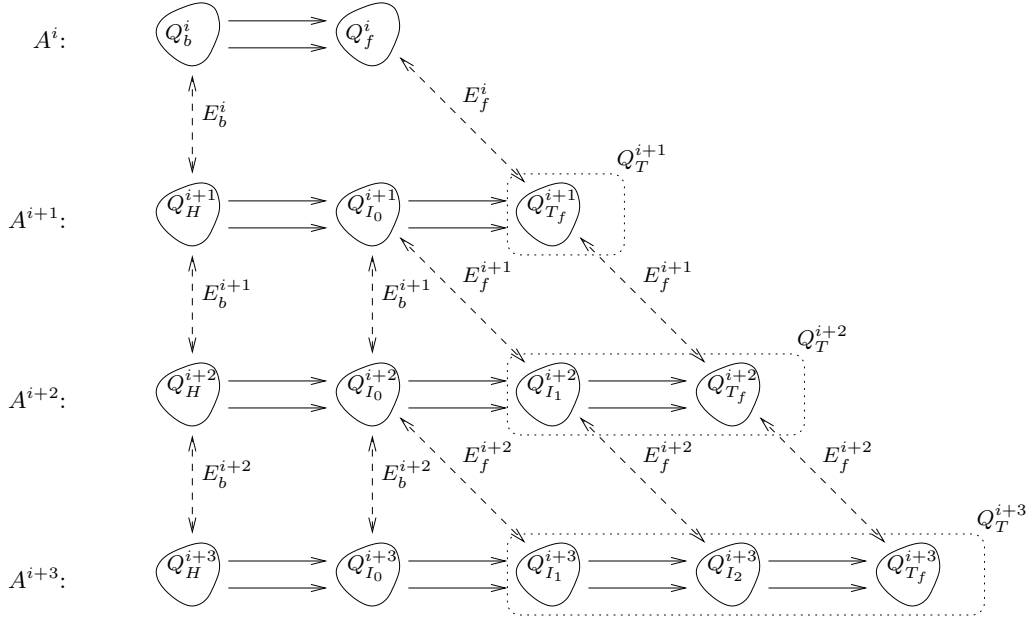 A^i: Q_b^i Q_f^i
E_b^i E_f^i
Q_T^{i+1}
A^{i+1}: Q_H^{i+1} Q_{I_0}^{i+1} Q_{T_f}^{i+1}
E_b^{i+1} E_b^{i+1} E_f^{i+1} E_f^{i+1}
Q_T^{i+2}
A^{i+2}: Q_H^{i+2} Q_{I_0}^{i+2} Q_{I_1}^{i+2} Q_{T_f}^{i+2}
E_b^{i+2} E_b^{i+2} E_f^{i+2} E_f^{i+2} E_f^{i+2}
Q_T^{i+3}
A^{i+3}: Q_H^{i+3} Q_{I_0}^{i+3} Q_{I_1}^{i+3} Q_{I_2}^{i+3} Q_{T_f}^{i+3}